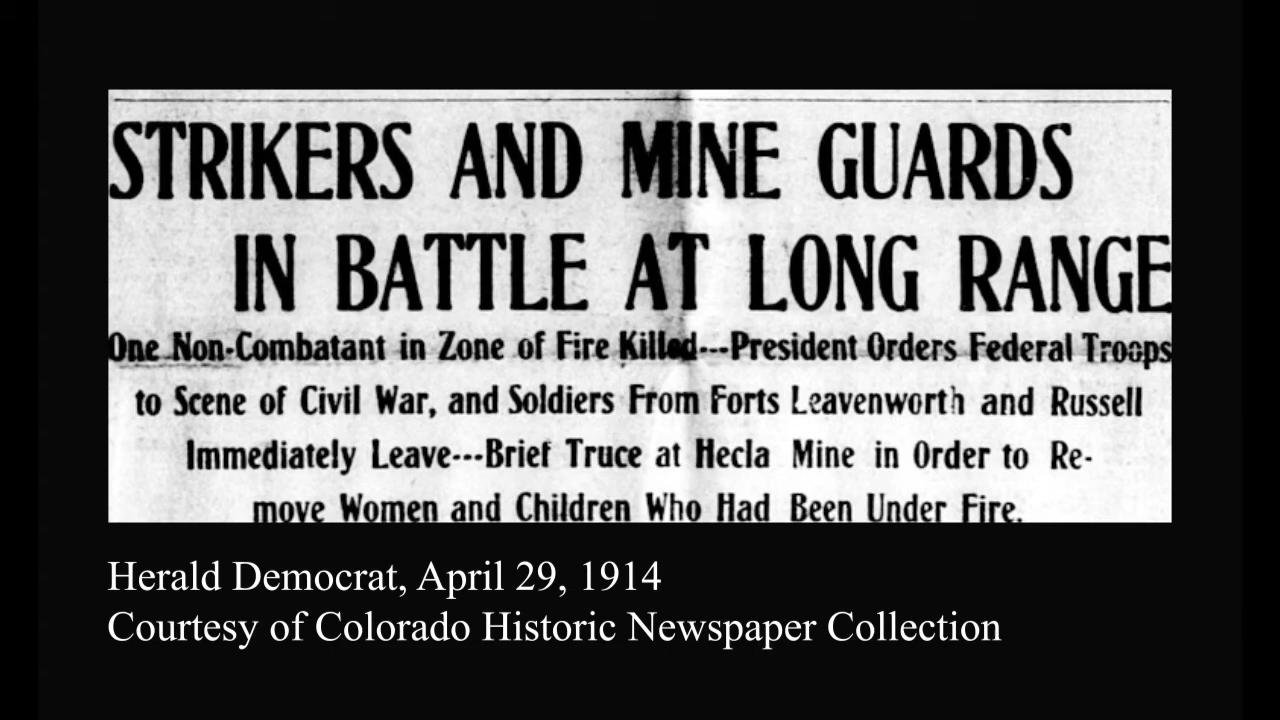 STRIKERS AND MINE GUARDS
IN BATTLE AT LONG RANGE
One Non-Combatant in Zone of Fire Killed---President Orders Federal Troops
to Scene of Civil War, and Soldiers From Forts Leavenworth and Russell
Immediately Leave---Brief Truce at Hecla Mine in Order to Re-
move Women and Children Who Had Been Under Fire.
Herald Democrat, April 29, 1914
Courtesy of Colorado Historic Newspaper Collection